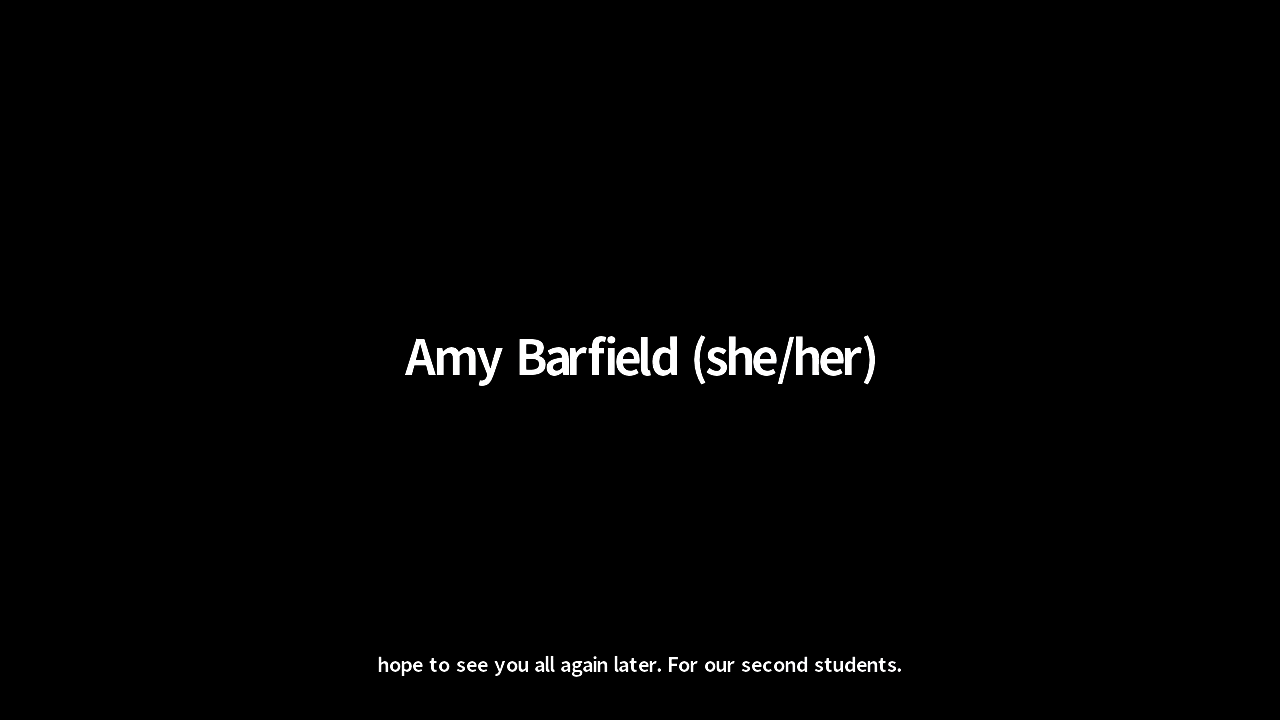 Amy Barfield (she/her)
hope to see you all again later. For our second students.